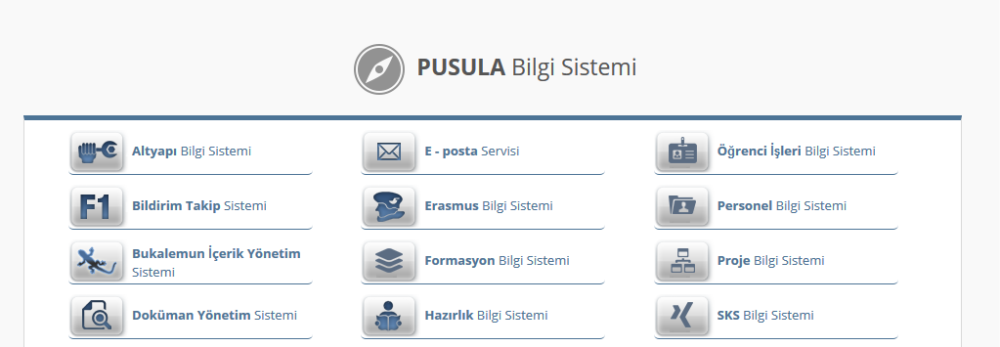 PUSULA Bilgi Sistemi
Altyapı Bilgi Sistemi
E - posta Servisi
Öğrenci İşleri Bilgi Sistemi
F1
Bildirim Takip Sistemi
Erasmus Bilgi Sistemi
Personel Bilgi Sistemi
Bukalemun İçerik Yönetim
Sistemi
Formasyon Bilgi Sistemi
Proje Bilgi Sistemi
Doküman Yönetim Sistemi
Hazırlık Bilgi Sistemi
SKS Bilgi Sistemi